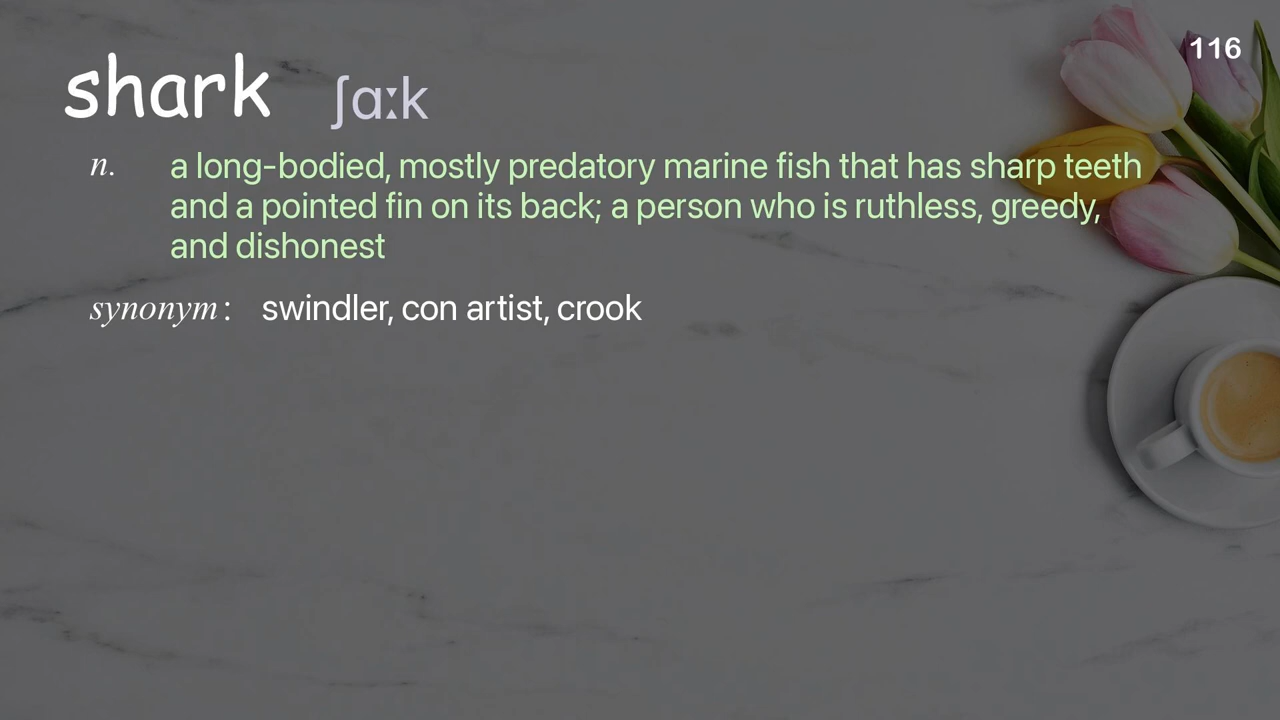 116
shark ʃɑːk
n. a long-bodied, mostly predatory marine fish that has sharp teeth
and a pointed fin on its back; a person who is ruthless, greedy,
and dishonest
synonym: swindler, con artist, crook